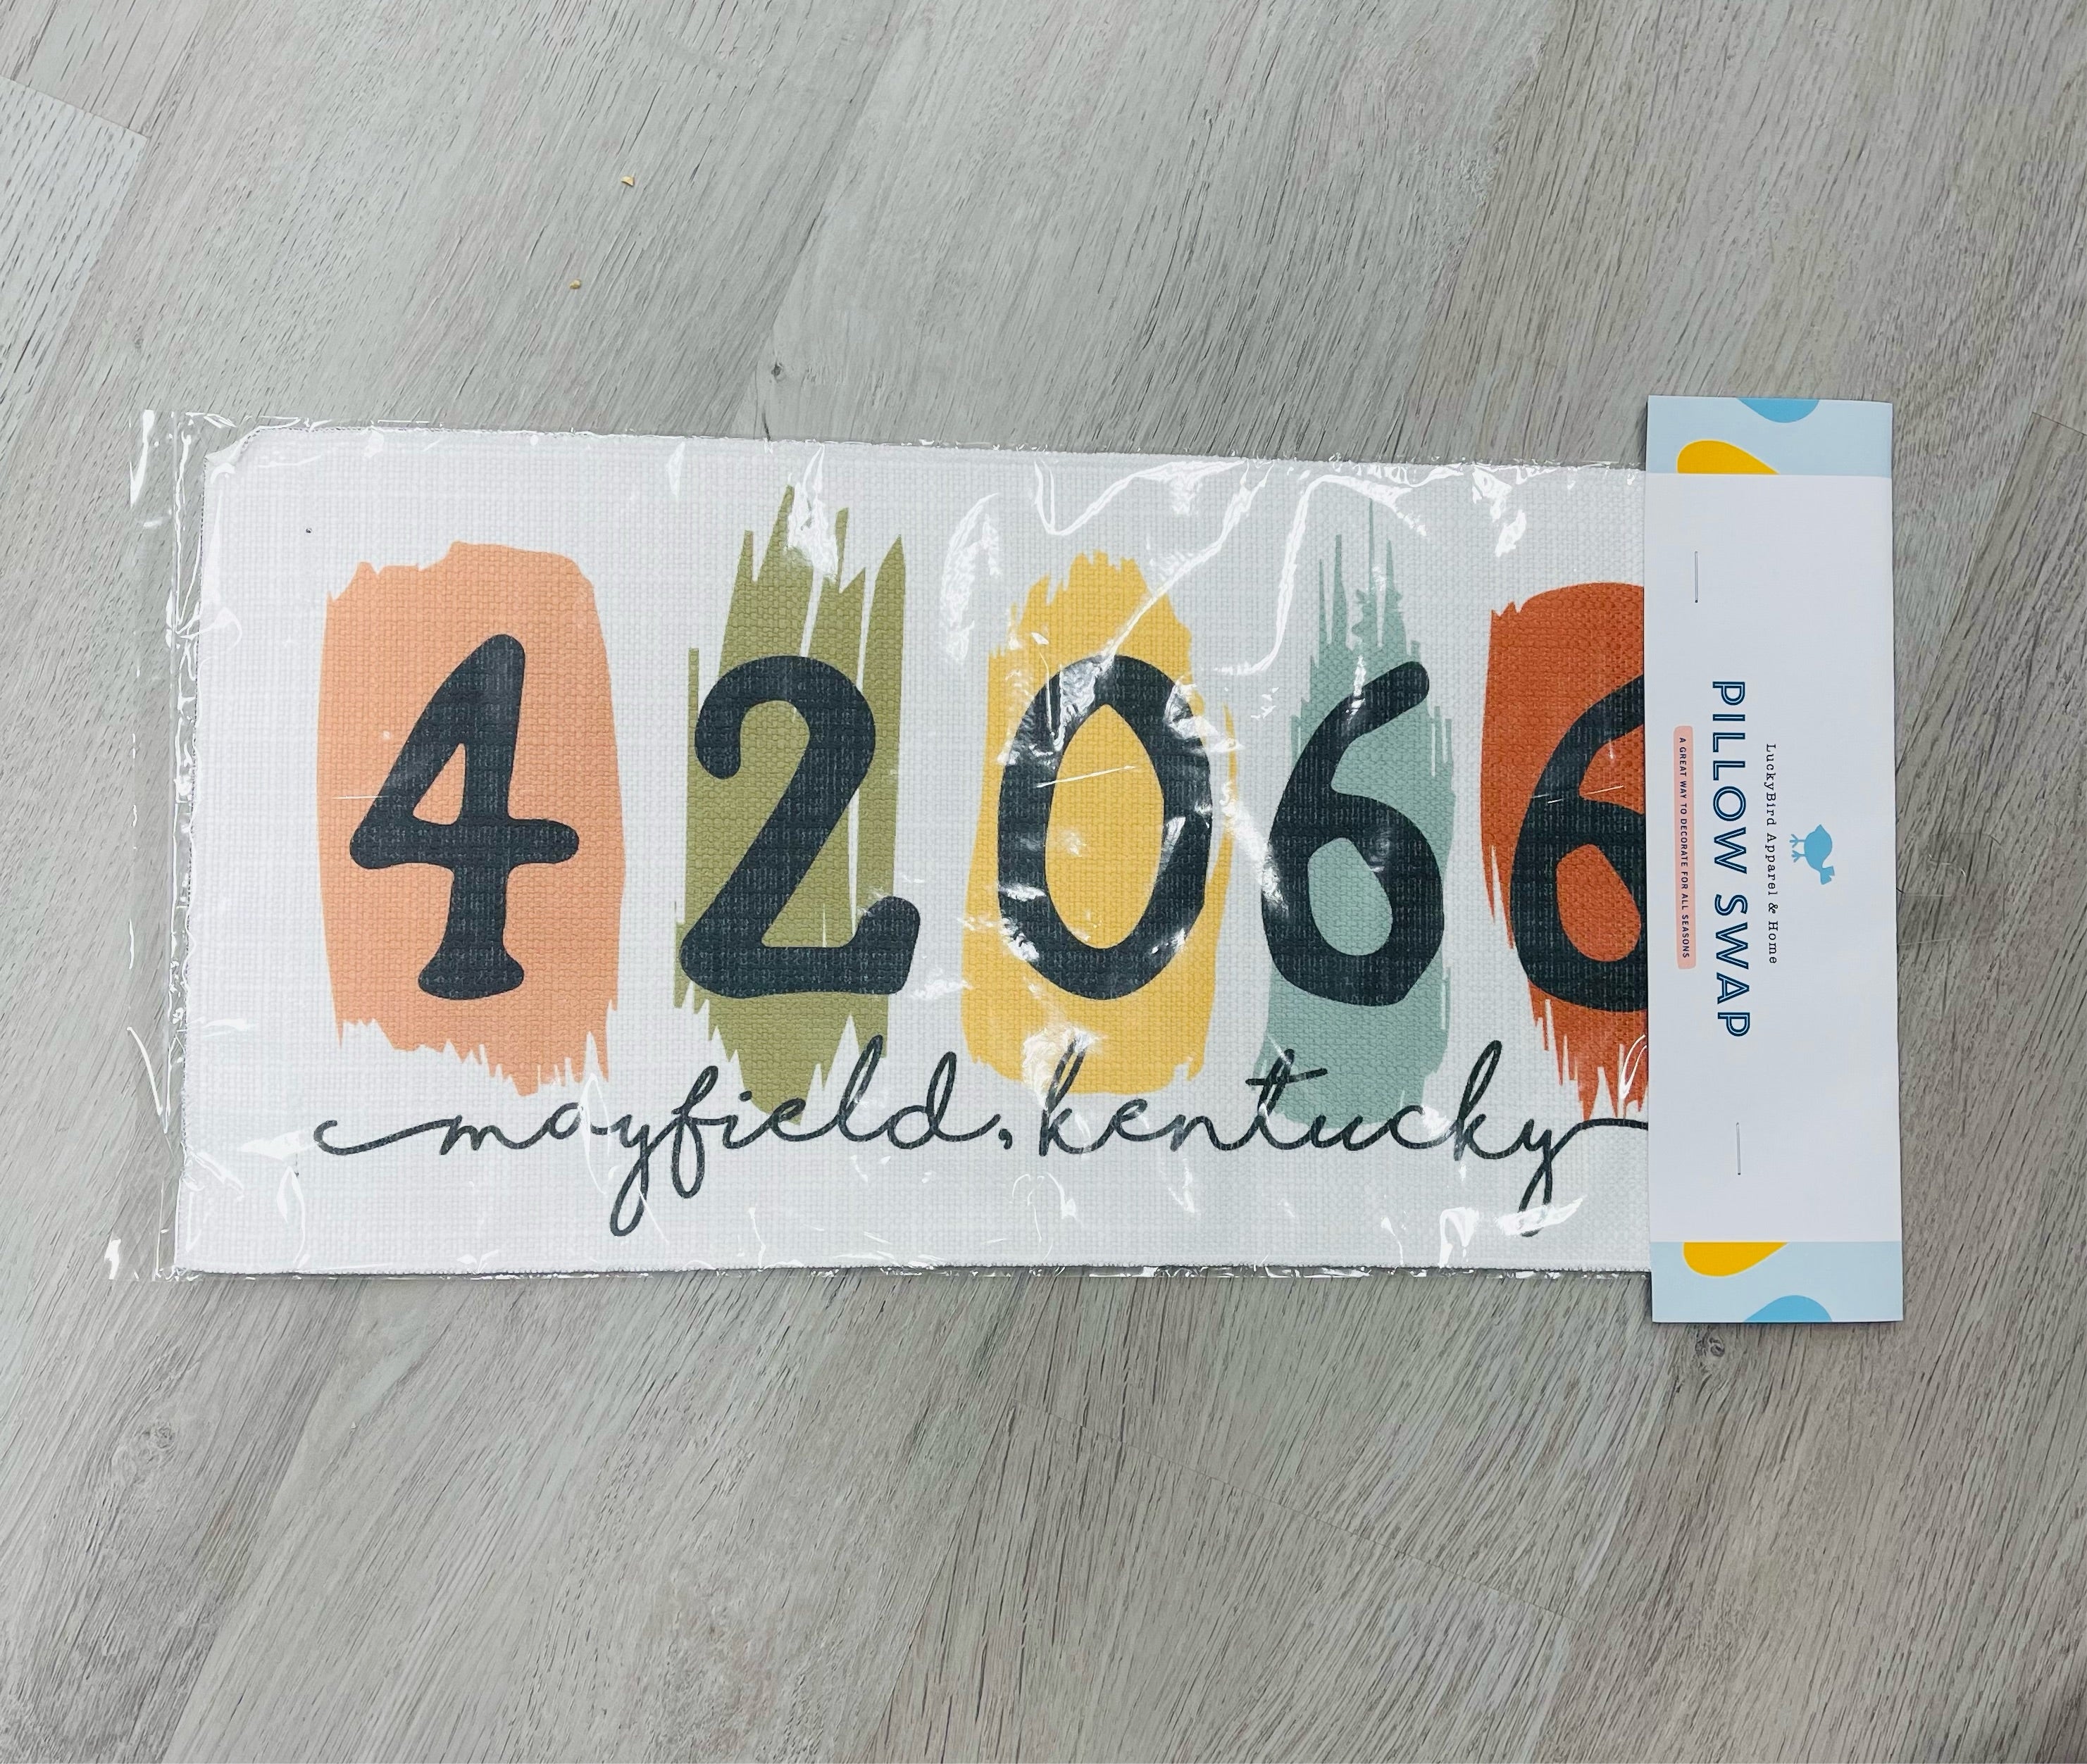 42066
mayfield, kentucky
LuckyBird Apparel & Home
PILLOW SWAP
A GREAT WAY TO DECORATE FOR ALL SEASONS